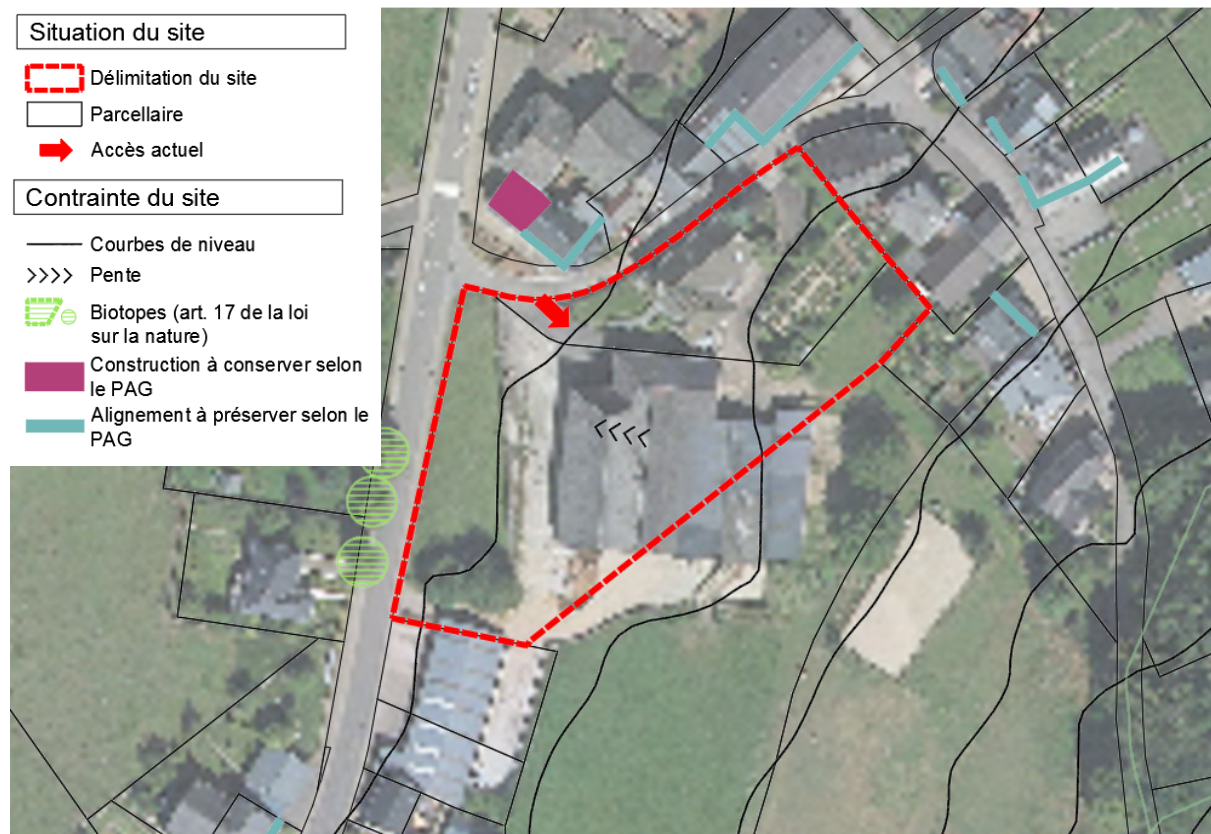 Situation du site
Délimitation du site
Parcellaire
Accès actuel
Contrainte du site
Courbes de niveau
Pente
Biotopes (art. 17 de la loi
sur la nature)
Construction à conserver selon
le PAG
Alignement à préserver selon le
PAG